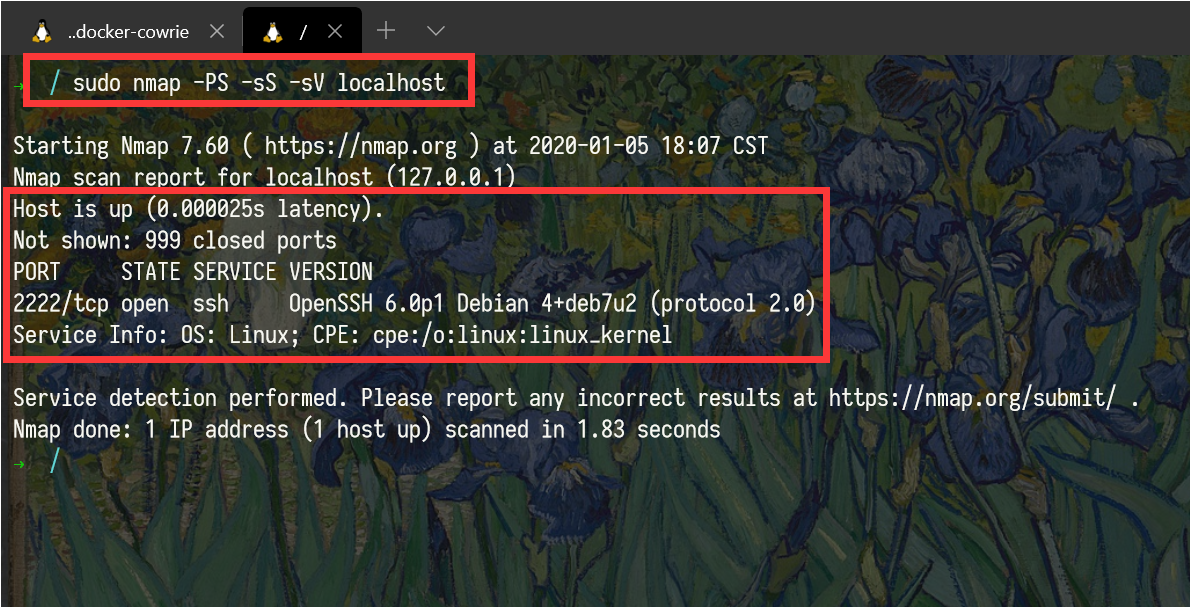 ..docker-cowrie
/
→ / sudo nmap -PS -sS -sV localhost
Starting Nmap 7.60 ( https://nmap.org ) at 2020-01-05 18:07 CST
Nmap scan report for localhost (127.0.0.1)
Host is up (0.000025s latency).
Not shown: 999 closed ports
PORT     STATE SERVICE VERSION
2222/tcp open  ssh     OpenSSH 6.0p1 Debian 4+deb7u2 (protocol 2.0)
Service Info: OS: Linux; CPE: cpe:/o:linux:linux_kernel
Service detection performed. Please report any incorrect results at https://nmap.org/submit/ .
Nmap done: 1 IP address (1 host up) scanned in 1.83 seconds
→ /